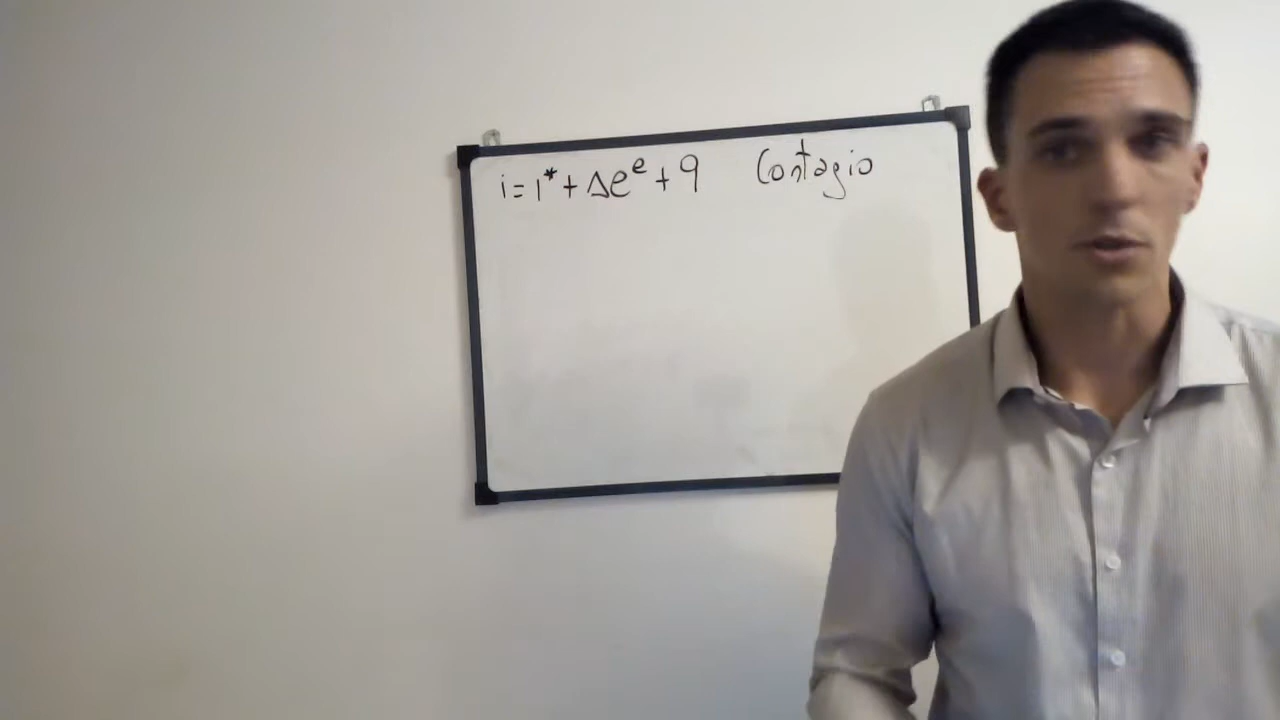 i = i* + Δe^e + q Contagio